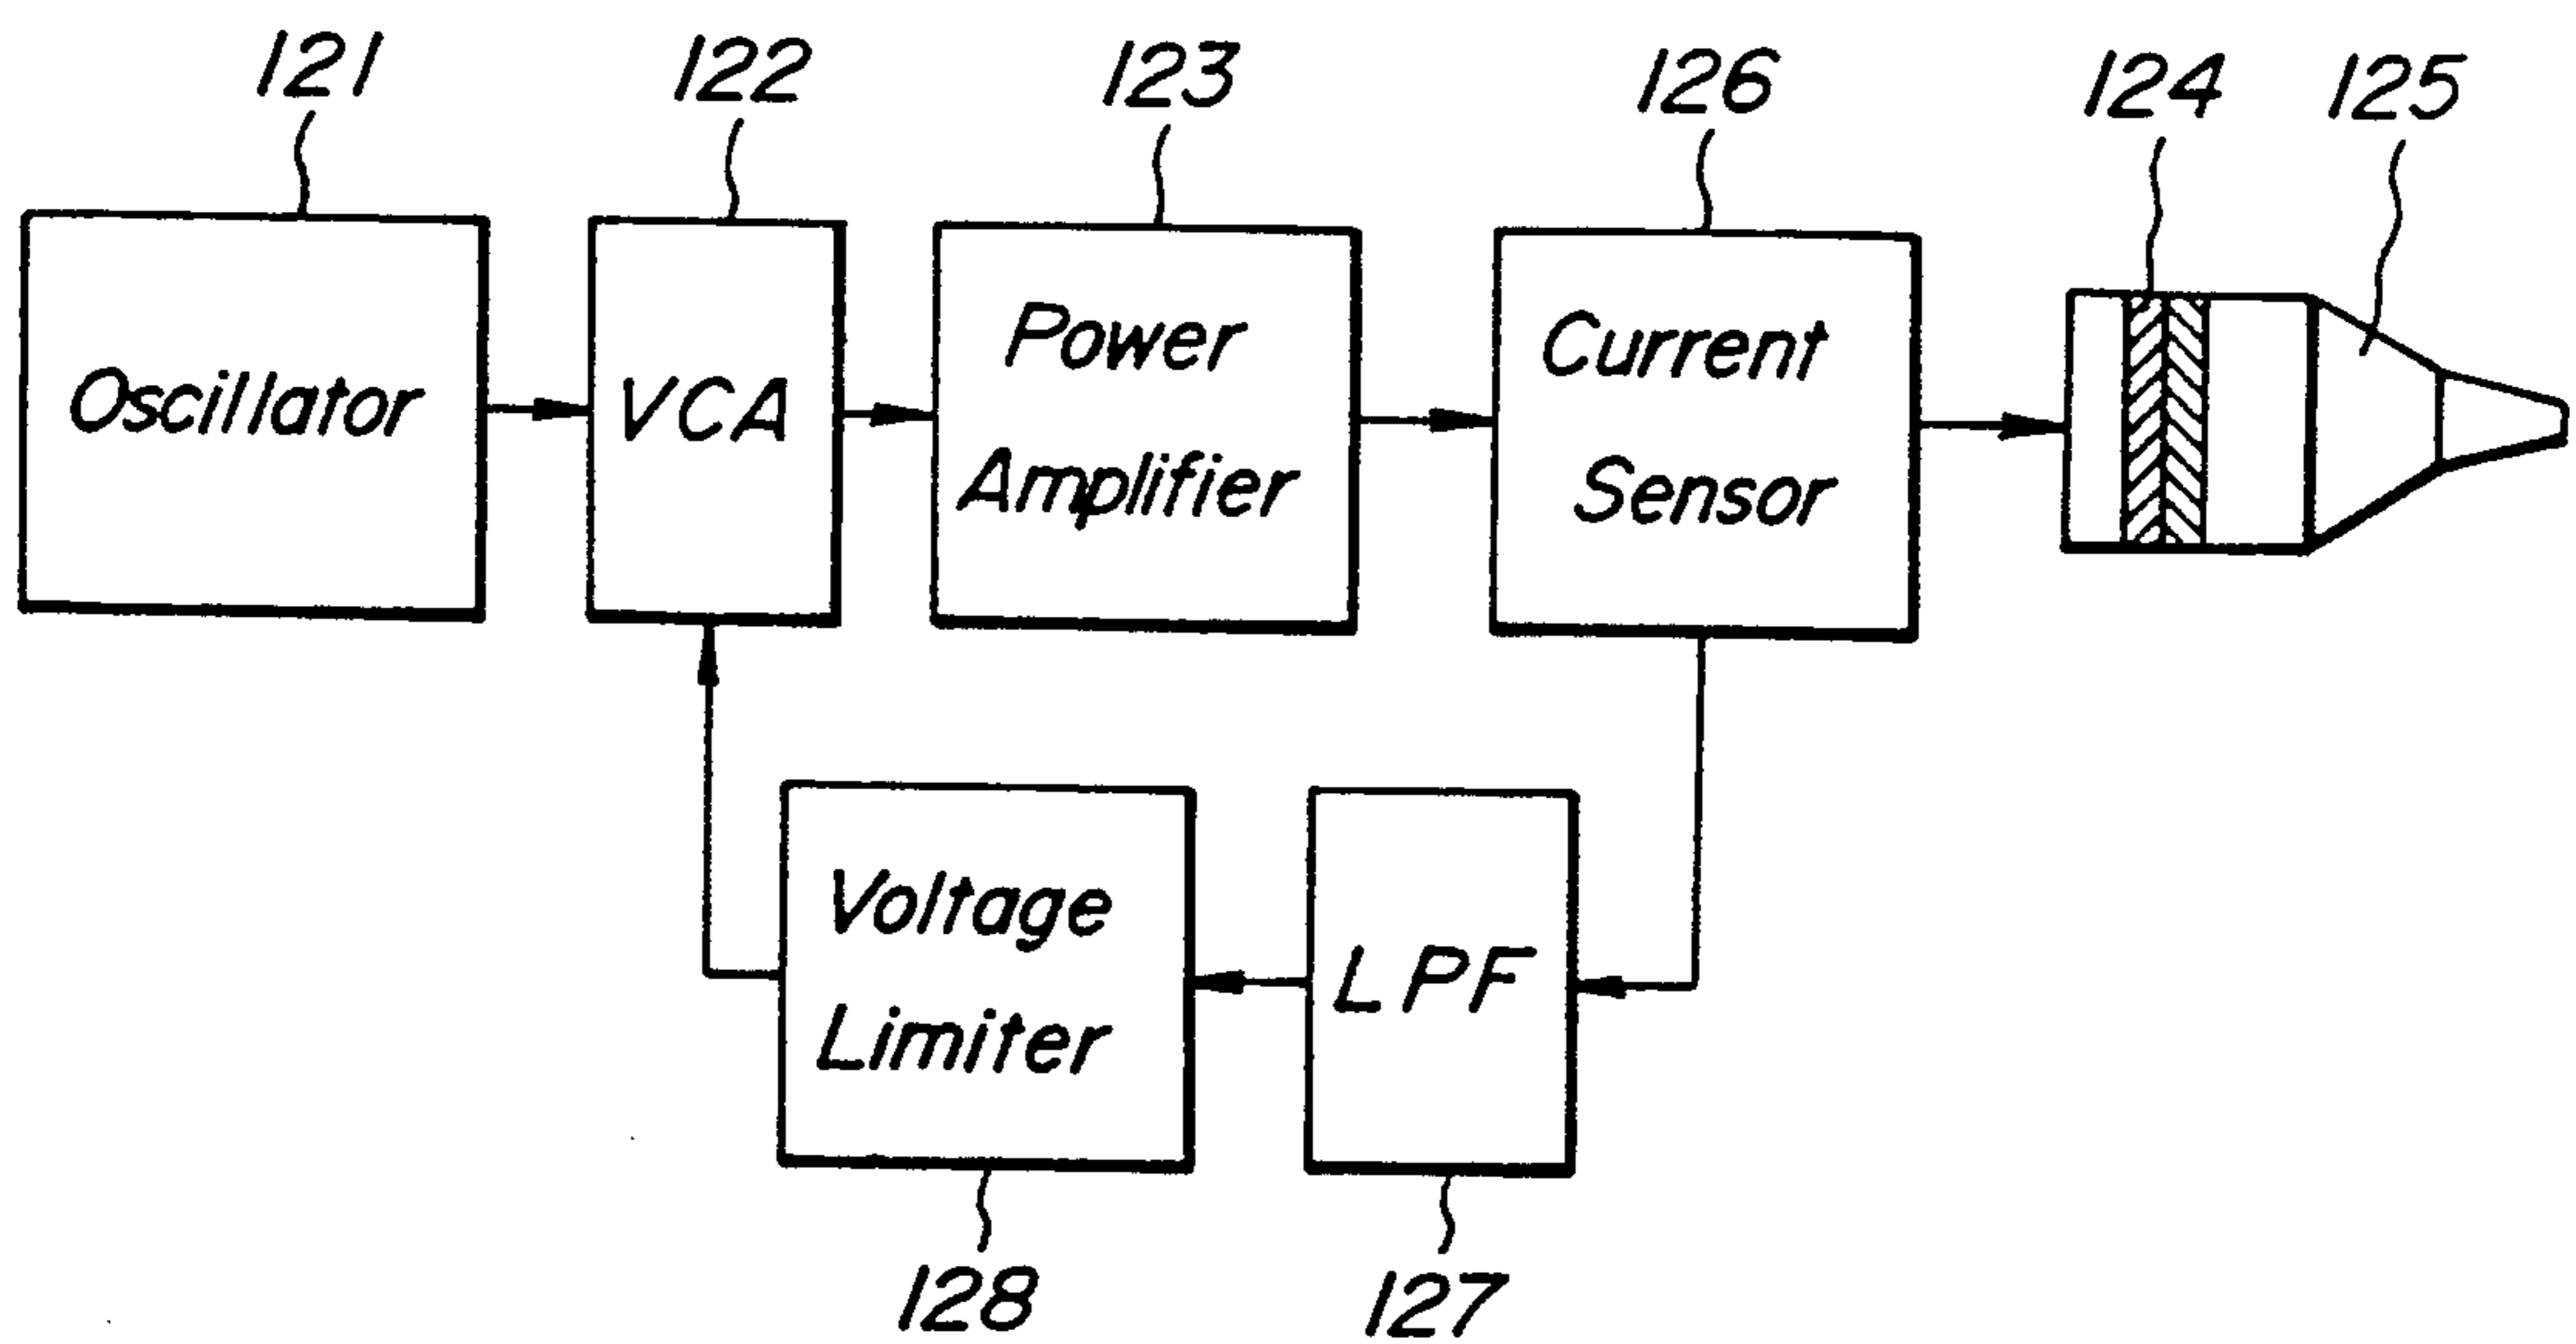 121
122
123
126
124
125
Oscillator
VCA
Power
Amplifier
Current
Sensor
Voltage
Limiter
LPF
128
127